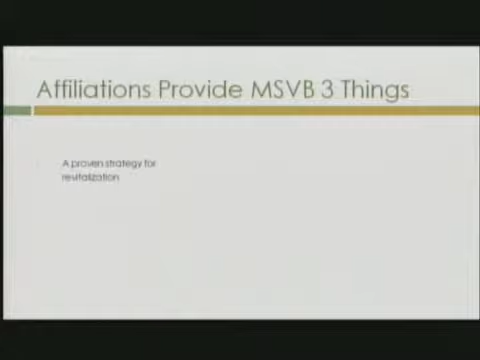 Affiliations Provide MSVB 3 Things
A proven strategy for
revitalization